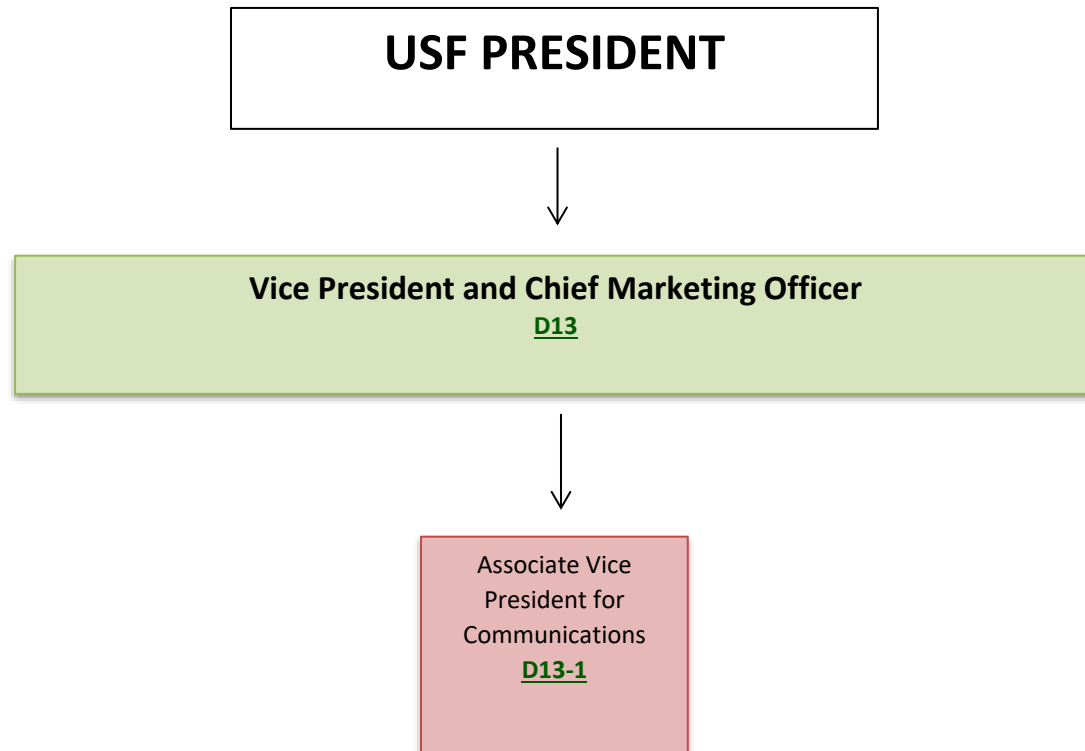 USF PRESIDENT
Vice President and Chief Marketing Officer
D13
Associate Vice
President for
Communications
D13-1